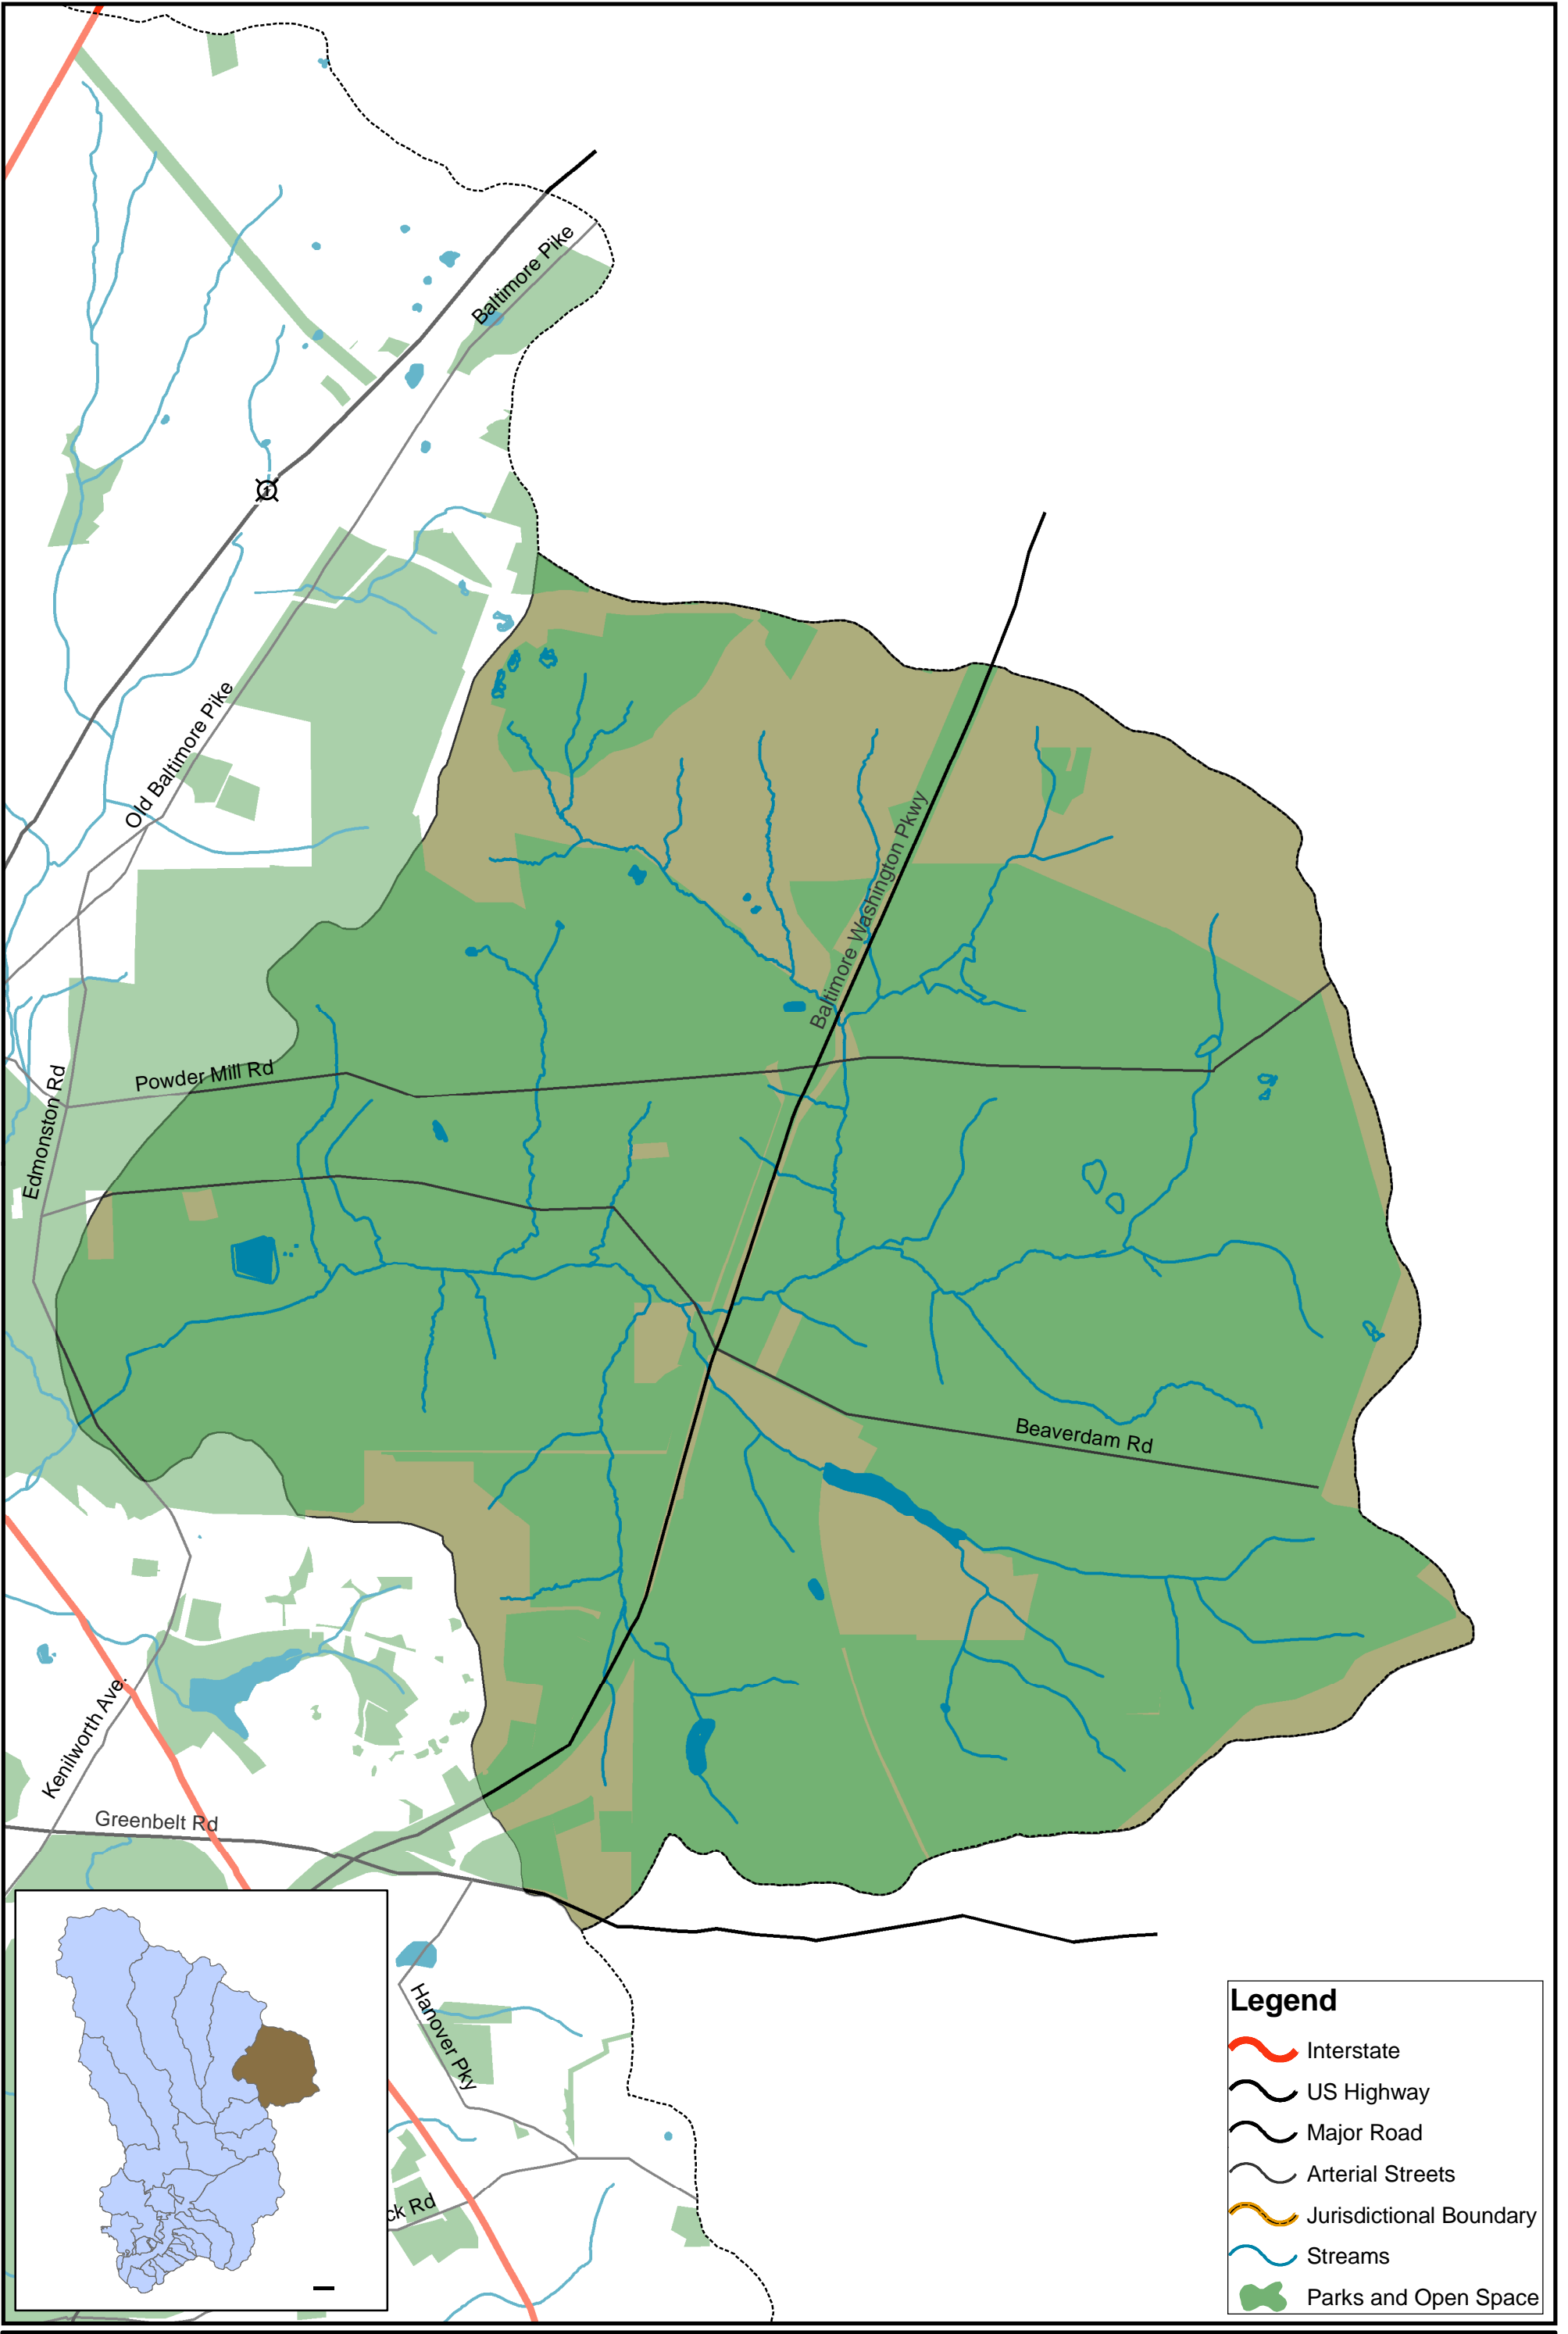 Baltimore Pike
Old Baltimore Pike
Baltimore Washington Pkwy
Powder Mill Rd
Edmonston Rd
Beaverdam Rd
Kenilworth Ave.
Greenbelt Rd
Hanover Pky
ck Rd
Legend
Interstate
US Highway
Major Road
Arterial Streets
Jurisdictional Boundary
Streams
Parks and Open Space